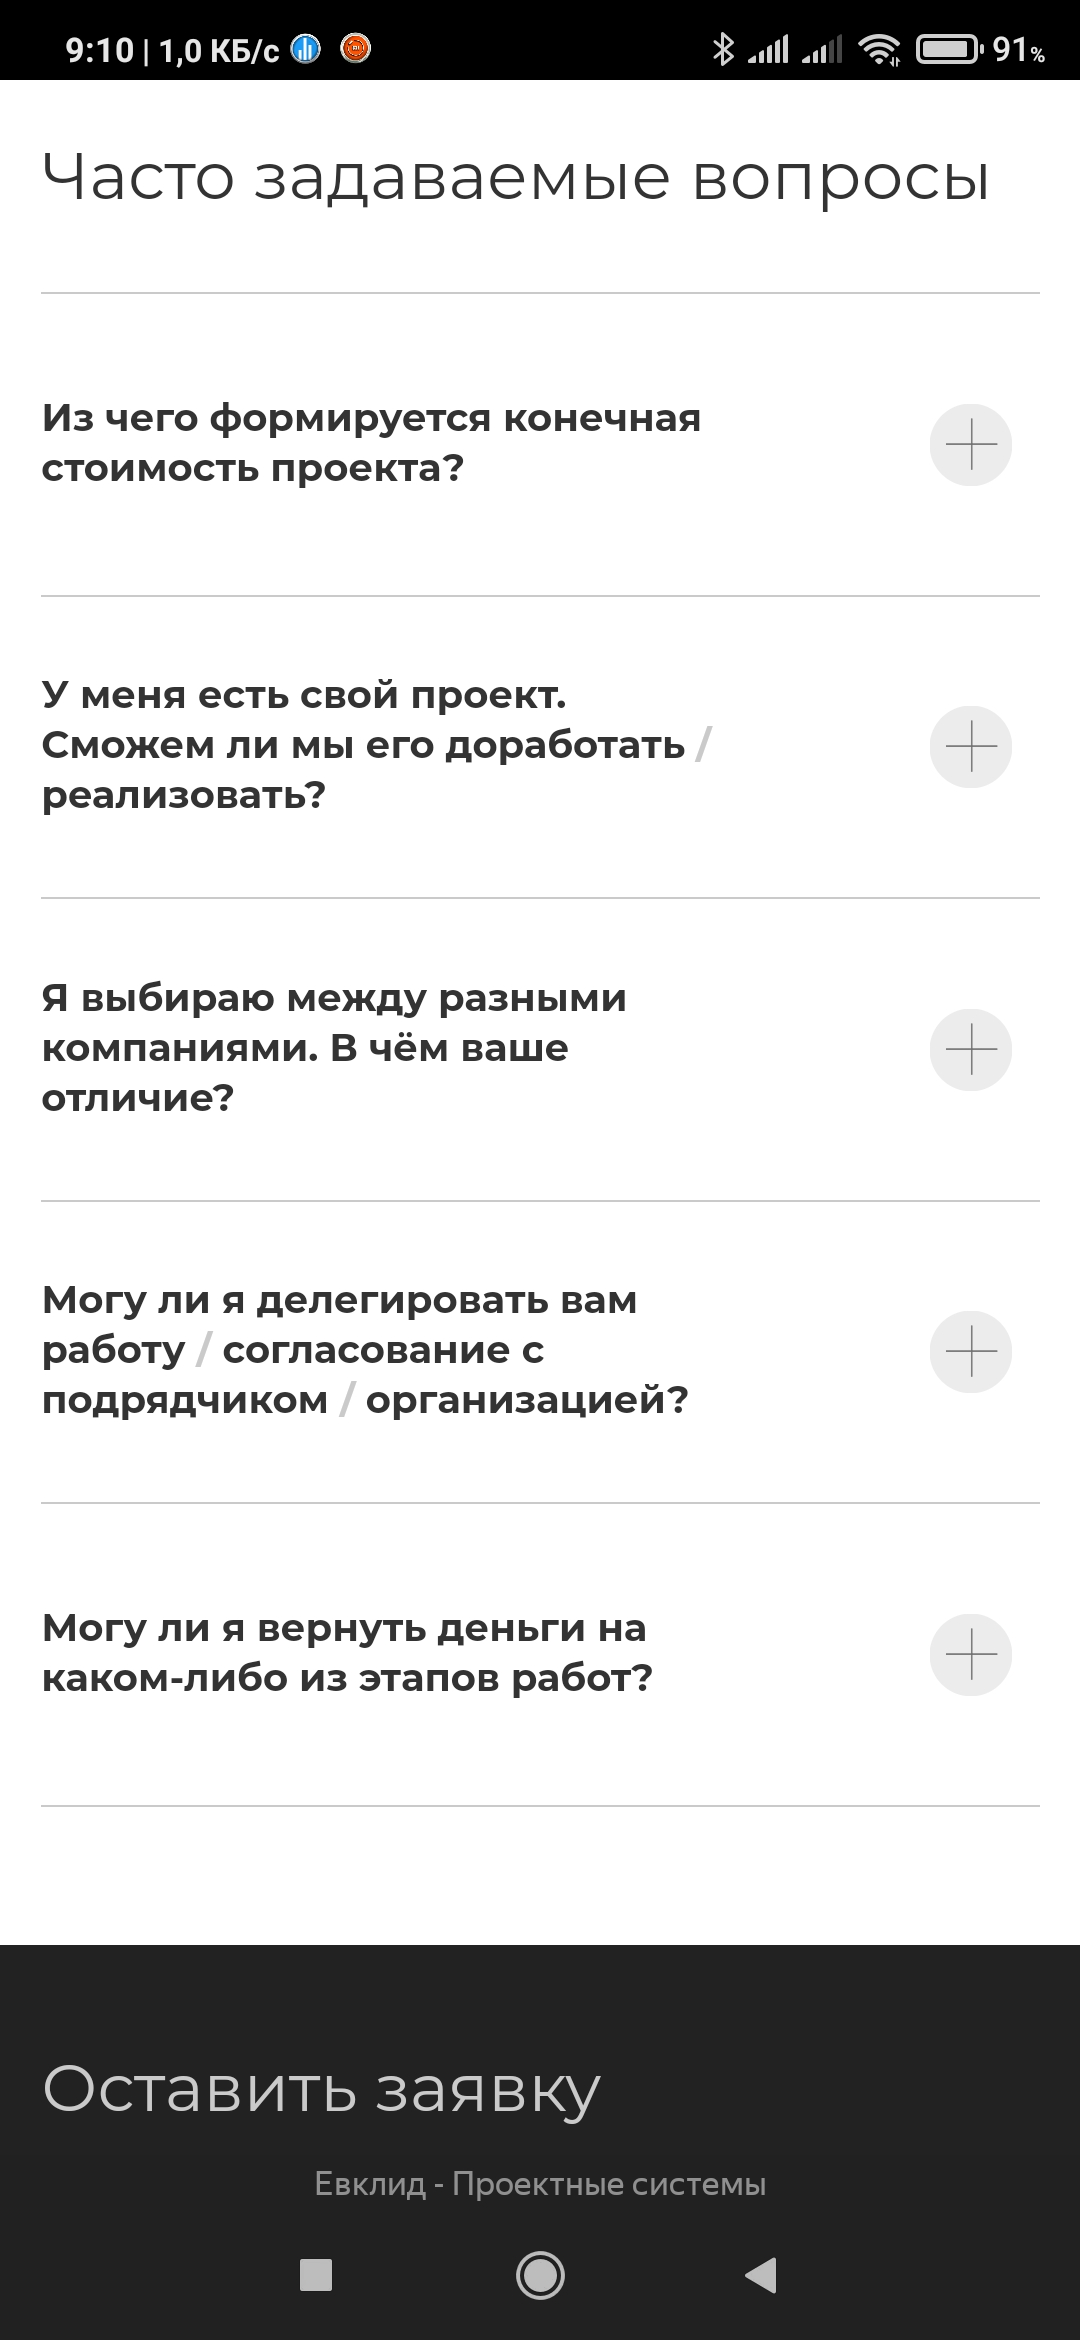 9:10 | 1,0 КБ/с 91%
Часто задаваемые вопросы
Из чего формируется конечная
стоимость проекта?
У меня есть свой проект.
Сможем ли мы его доработать /
реализовать?
Я выбираю между разными
компаниями. В чём ваше
отличие?
Могу ли я делегировать вам
работу / согласование с
подрядчиком / организацией?
Могу ли я вернуть деньги на
каком-либо из этапов работ?
Оставить заявку
Евклид - Проектные системы